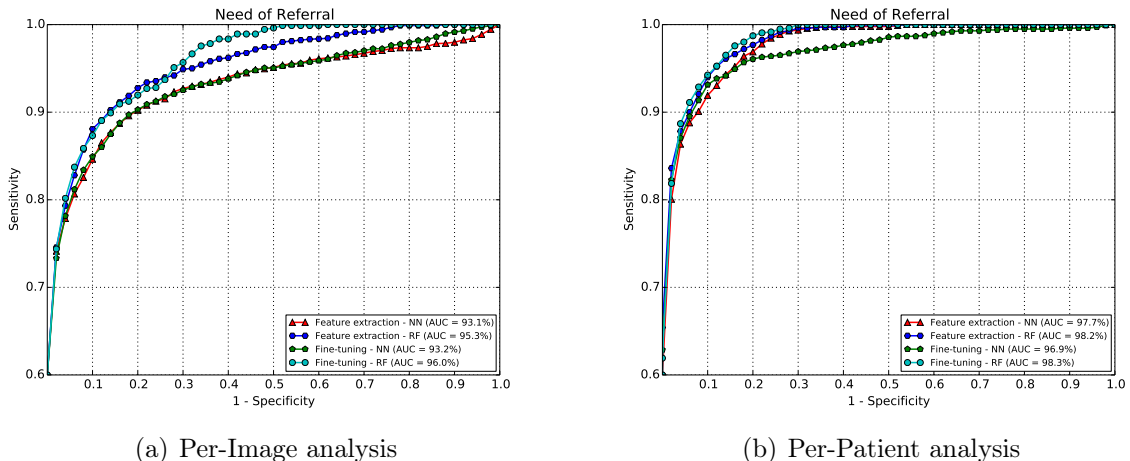 Need of Referral
1.0
0.9
0.8
0.7
0.6
Sensitivity
0.1 0.2 0.3 0.4 0.5 0.6 0.7 0.8 0.9 1.0
1 - Specificity
Feature extraction - NN (AUC = 93.1%)
Feature extraction - RF (AUC = 95.3%)
Fine-tuning - NN (AUC = 93.2%)
Fine-tuning - RF (AUC = 96.0%)
(a) Per-Image analysis
Need of Referral
1.0
0.9
0.8
0.7
0.6
Sensitivity
0.1 0.2 0.3 0.4 0.5 0.6 0.7 0.8 0.9 1.0
1 - Specificity
Feature extraction - NN (AUC = 97.7%)
Feature extraction - RF (AUC = 98.2%)
Fine-tuning - NN (AUC = 96.9%)
Fine-tuning - RF (AUC = 98.3%)
(b) Per-Patient analysis